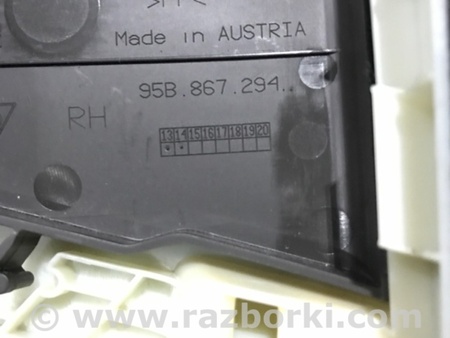 Made in AUSTRIA
95B.867.294..
RH
13 14 15 16 17 18 19 20
© www.razborki.com